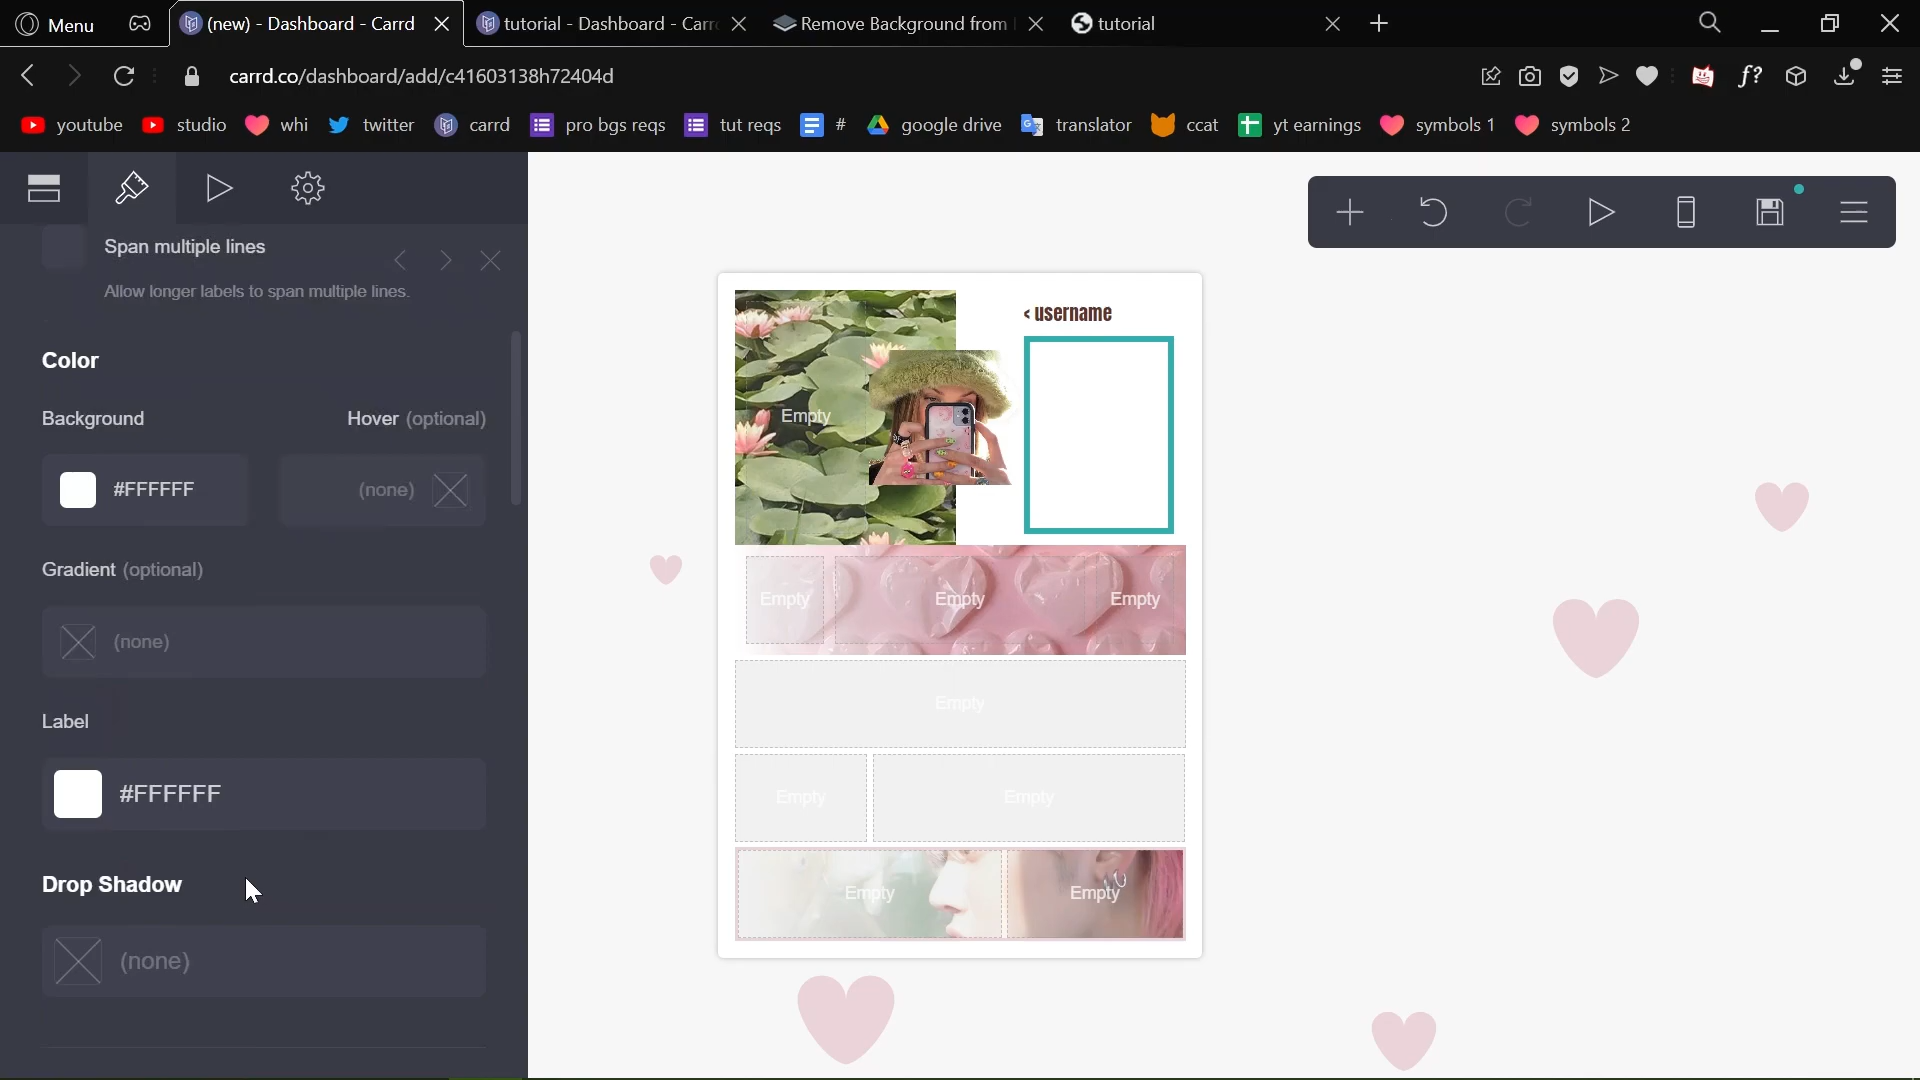 Menu
(new) - Dashboard - Carrd
tutorial - Dashboard - Carr
Remove Background from
tutorial
carrd.co/dashboard/add/c41603138h72404d
youtube
studio
whi
twitter
carrd
pro bgs reqs
tut reqs
#
google drive
translator
ccat
yt earnings
symbols 1
symbols 2
Span multiple lines
Allow longer labels to span multiple lines.
Color
Background
Hover (optional)
#FFFFFF
(none)
Gradient (optional)
(none)
Label
#FFFFFF
Drop Shadow
(none)
< username
Empty
Empty
Empty
Empty
Empty
Empty
Empty
Empty
Empty